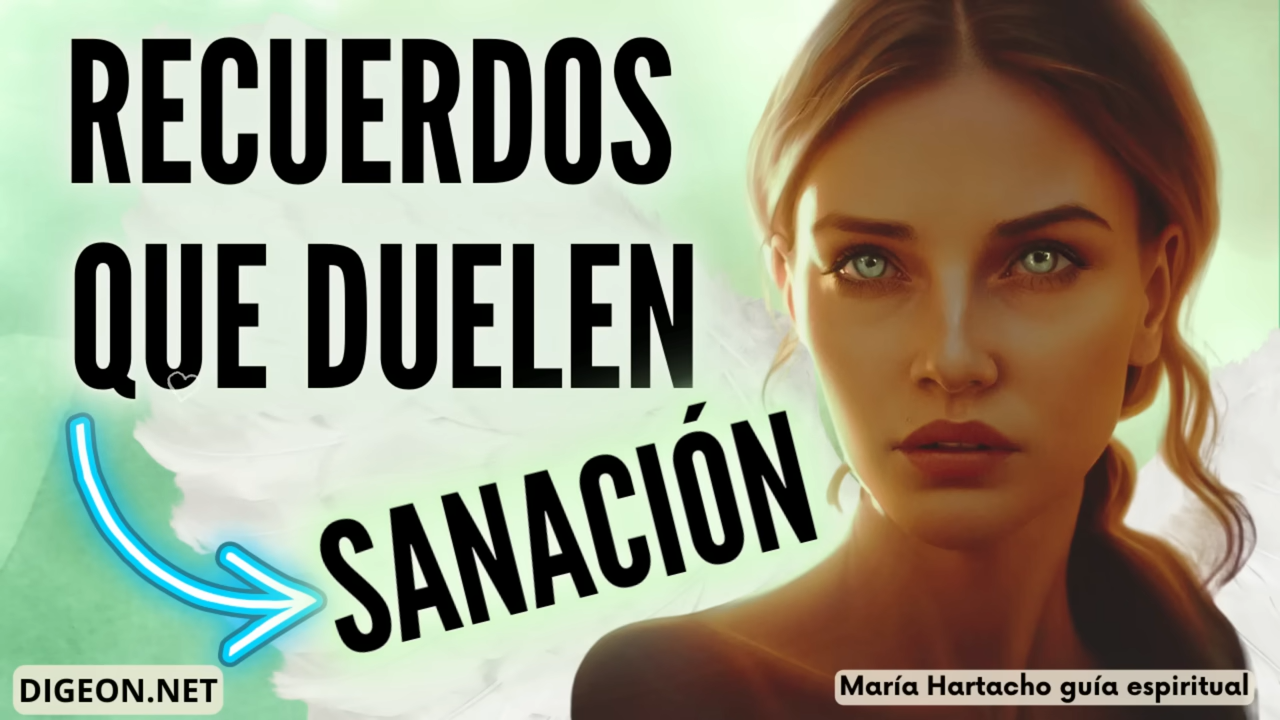 RECUERDOS
QUE DUELEN
SANACIÓN
DIGEON.NET
María Hartacho guía espiritual